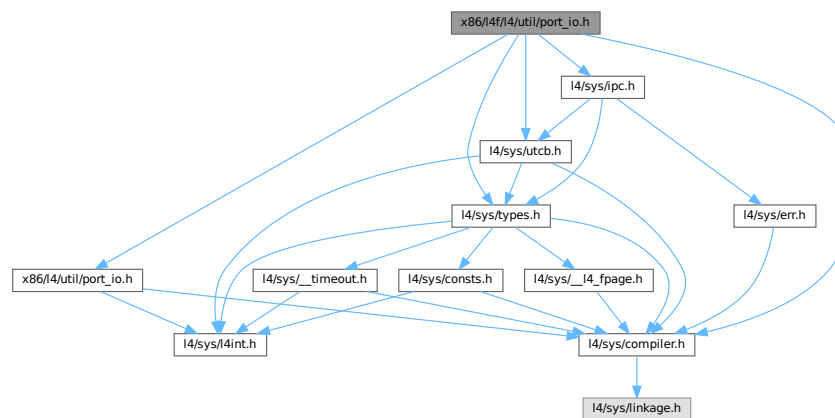 x86/l4f/l4/util/port_io.h
l4/sys/ipc.h
l4/sys/utcb.h
l4/sys/types.h
l4/sys/err.h
x86/l4/util/port_io.h
l4/sys/__timeout.h
l4/sys/consts.h
l4/sys/__l4_fpage.h
l4/sys/l4int.h
l4/sys/compiler.h
l4/sys/linkage.h